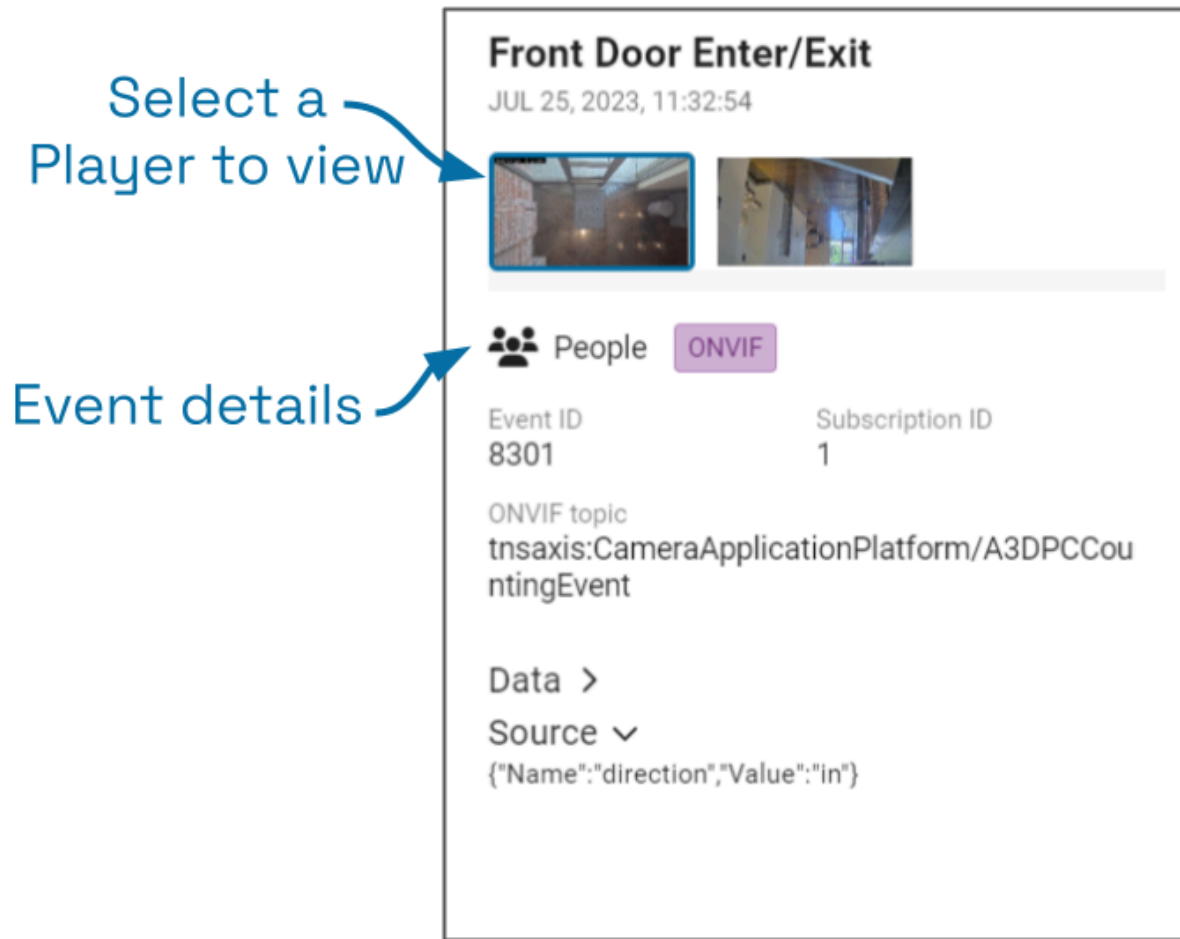 Front Door Enter/Exit
JUL 25, 2023, 11:32:54
Select a
Player to view
People
ONVIF
Event details
Event ID
Subscription ID
8301
1
ONVIF topic
tnsaxis:CameraApplicationPlatform/A3DPCCou
ntingEvent
Data
Source
{"Name":"direction","Value":"in"}